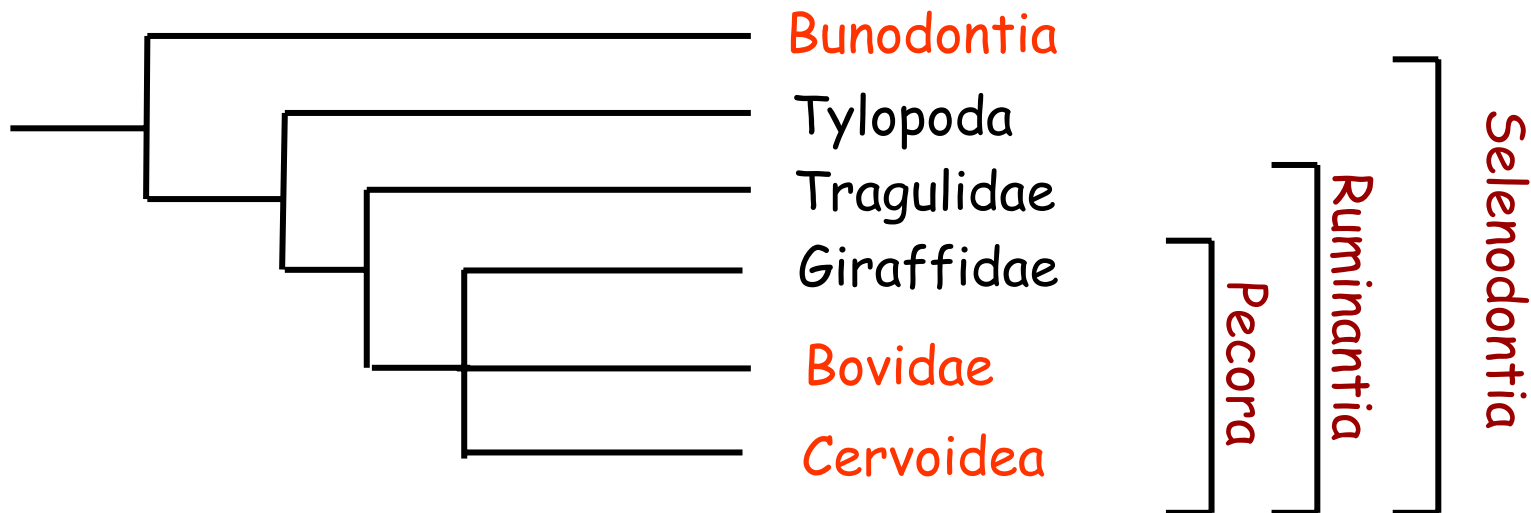 Bunodontia
Tylopoda
Tragulidae
Giraffidae
Bovidae
Cervoidea
Pecora
Ruminantia
Selenodontia